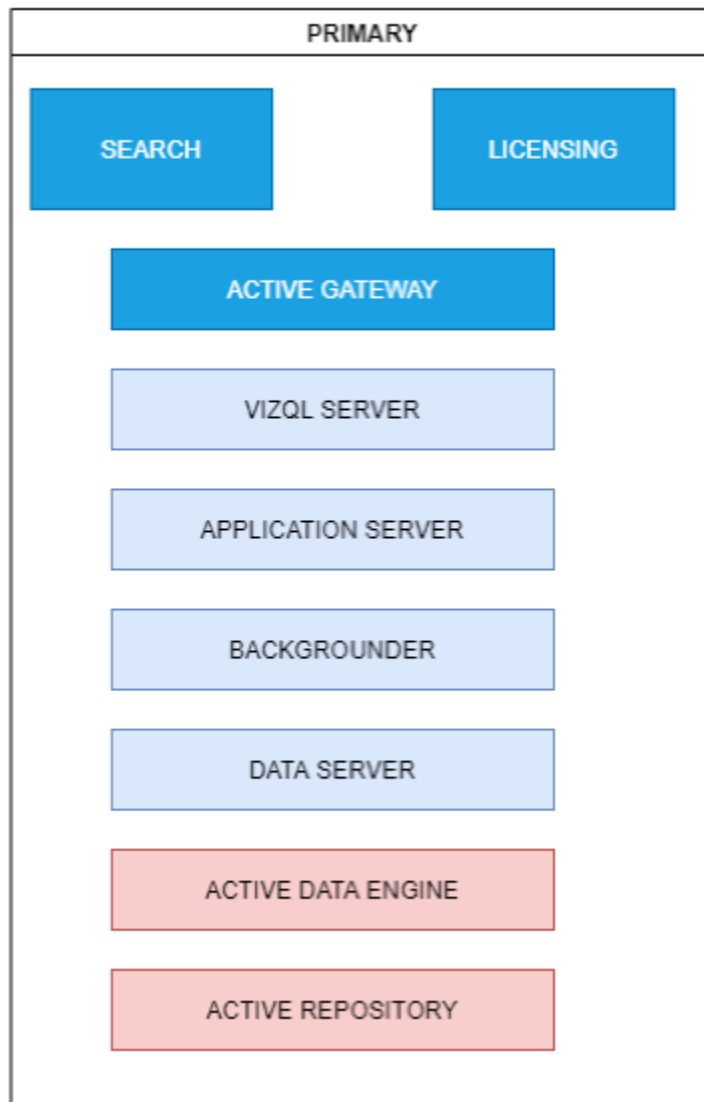 PRIMARY
SEARCH
LICENSING
ACTIVE GATEWAY
VIZQL SERVER
APPLICATION SERVER
BACKGROUNDER
DATA SERVER
ACTIVE DATA ENGINE
ACTIVE REPOSITORY